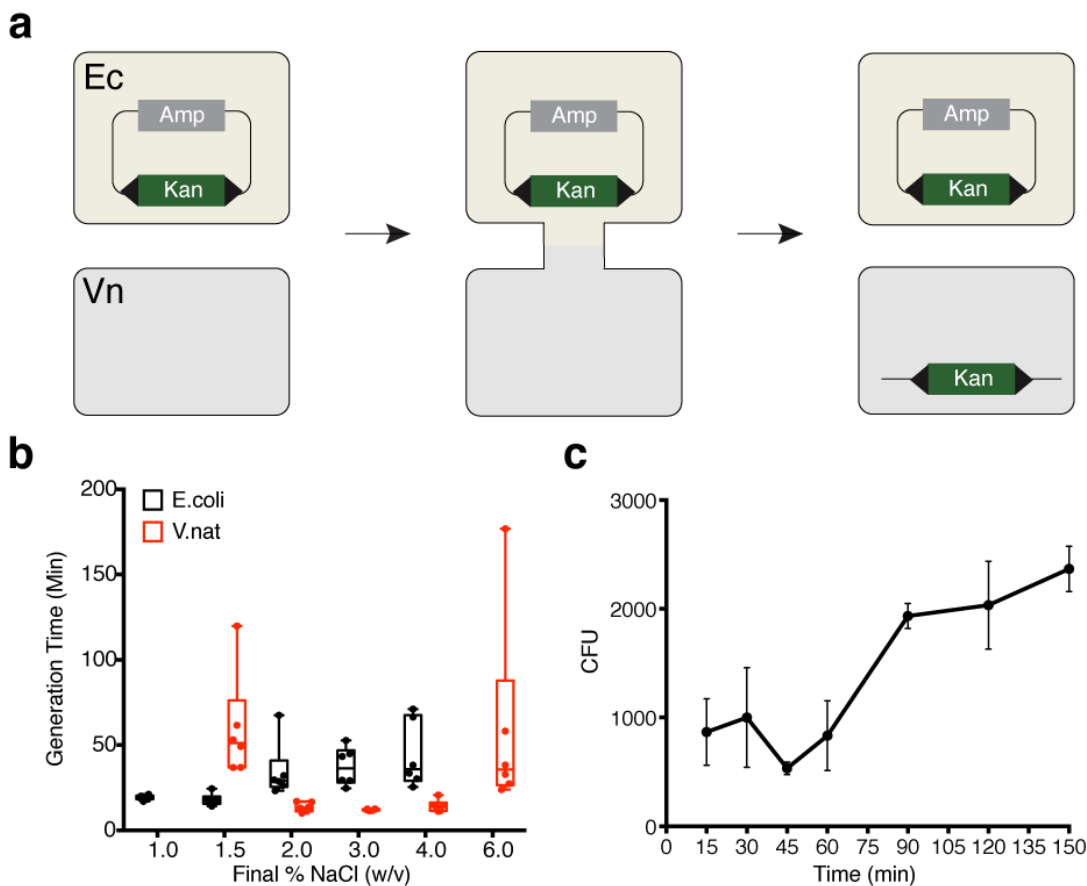 a
Ec
Amp
Kan
Amp
Kan
Amp
Kan
Vn
Kan
b
E.coli
V.nat
Generation Time (Min)
200
150
100
50
0
1.0 1.5 2.0 3.0 4.0 6.0
Final % NaCl (w/v)
c
CFU
3000
2000
1000
0
0 15 30 45 60 75 90 105 120 135 150
Time (min)